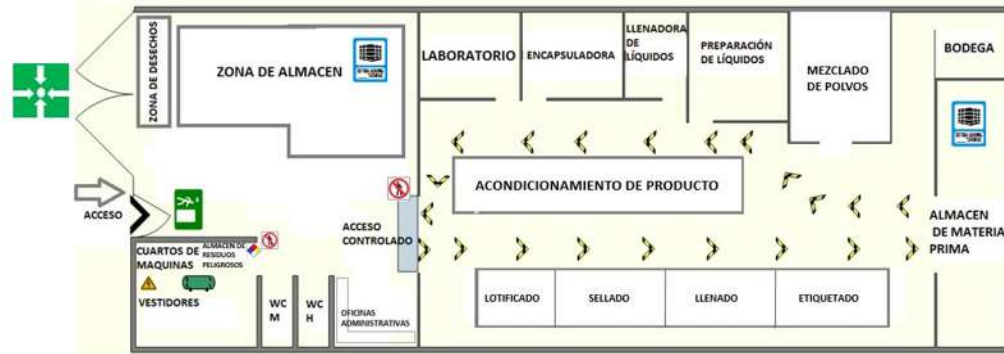 ZONA DE DESECHOS
ZONA DE ALMACEN
LABORATORIO
ENCAPSULADORA
LLENADORA
DE
LÍQUIDOS
PREPARACIÓN
DE LÍQUIDOS
MEZCLADO
DE POLVOS
BODEGA
ACONDICIONAMIENTO DE PRODUCTO
ACCESO
ACCESO
CONTROLADO
ALMACEN
DE MATERIA
PRIMA
CUARTOS DE
MAQUINAS
ALMACEN DE
RESIDUOS
PELIGROSOS
VESTIDORES
WC
M
WC
H
OFICINAS
ADMINISTRATIVAS
LOTIFICADO
SELLADO
LLENADO
ETIQUETADO